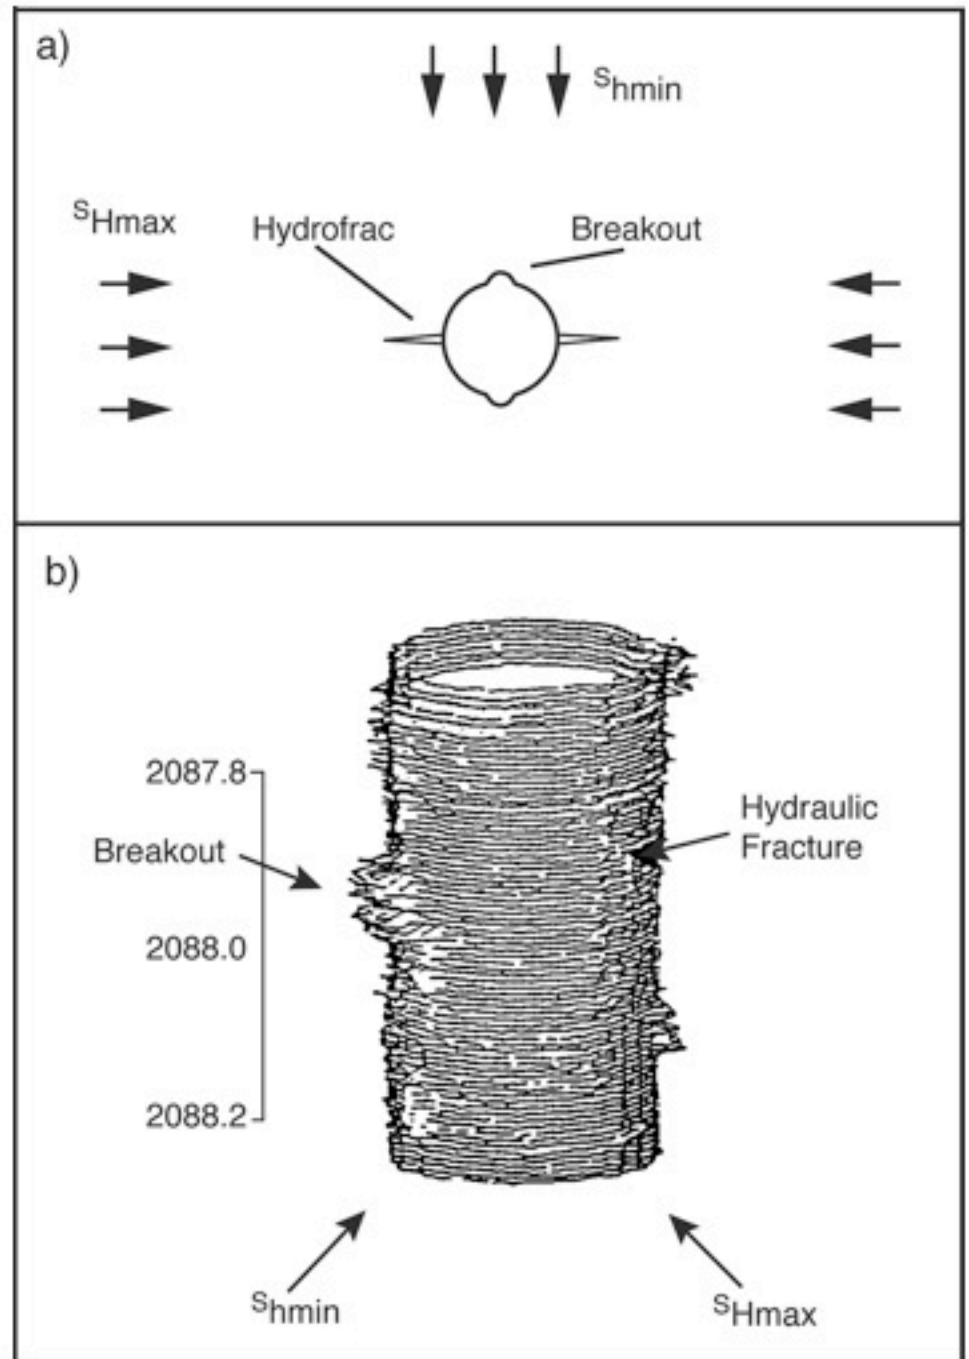 a)
Shmin
SHmax
Hydrofrac
Breakout
b)
2087.8
Hydraulic
Fracture
Breakout
2088.0
2088.2
Shmin
SHmax